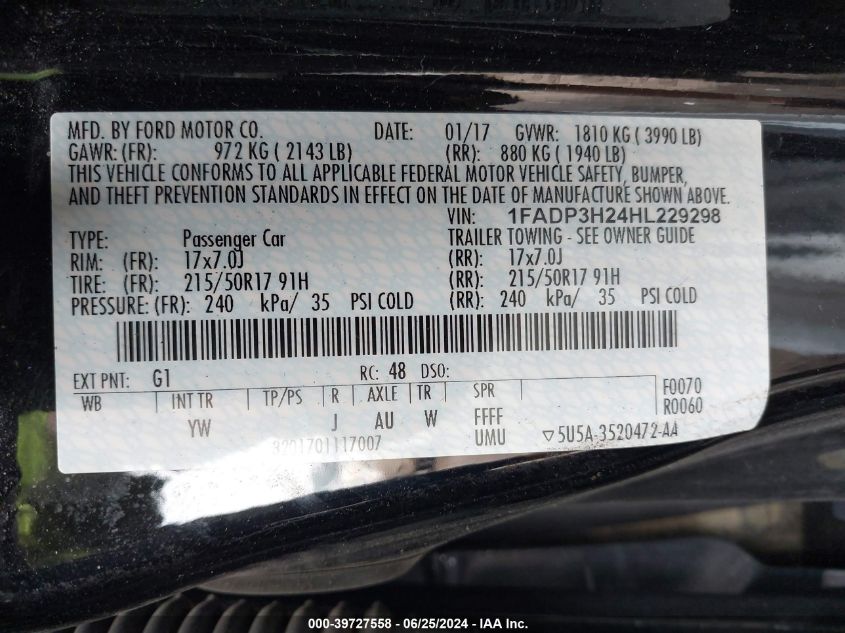 MFD. BY FORD MOTOR CO. DATE: 01/17 GVWR: 1810 KG ( 3990 LB)
GAWR: (FR): 972 KG ( 2143 LB) (RR): 880 KG ( 1940 LB)
THIS VEHICLE CONFORMS TO ALL APPLICABLE FEDERAL MOTOR VEHICLE SAFETY, BUMPER,
AND THEFT PREVENTION STANDARDS IN EFFECT ON THE DATE OF MANUFACTURE SHOWN ABOVE.
VIN: 1FADP3H24HL229298
TYPE: Passenger Car TRAILER TOWING - SEE OWNER GUIDE
RIM: (FR): 17x7.0J (RR): 17x7.0J
TIRE: (FR): 215/50R17 91H (RR): 215/50R17 91H
PRESSURE: (FR): 240 kPa/ 35 PSI COLD (RR): 240 kPa/ 35 PSI COLD
EXT PNT: G1 RC: 48 DSO: F0070
WB INT TR TP/PS R AXLE TR SPR R0060
YW J AU W FFFF
3201701117007 UMU ▽5U5A-3520472-AA
000-39727558 - 06/25/2024 - IAA Inc.